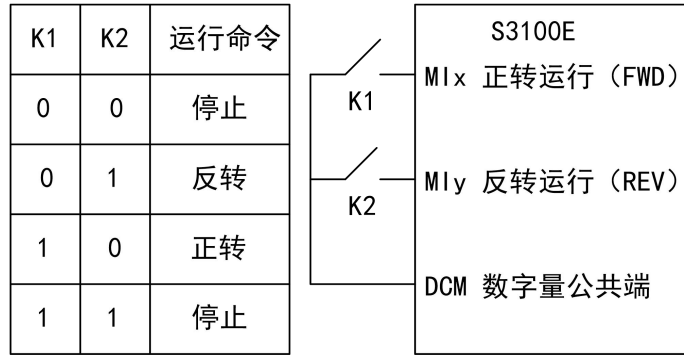 K1 K2 运行命令
0 0 停止
0 1 反转
1 0 正转
1 1 停止
S3100E
K1
MIx 正转运行（FWD）
K2
MIy 反转运行（REV）
DCM 数字量公共端